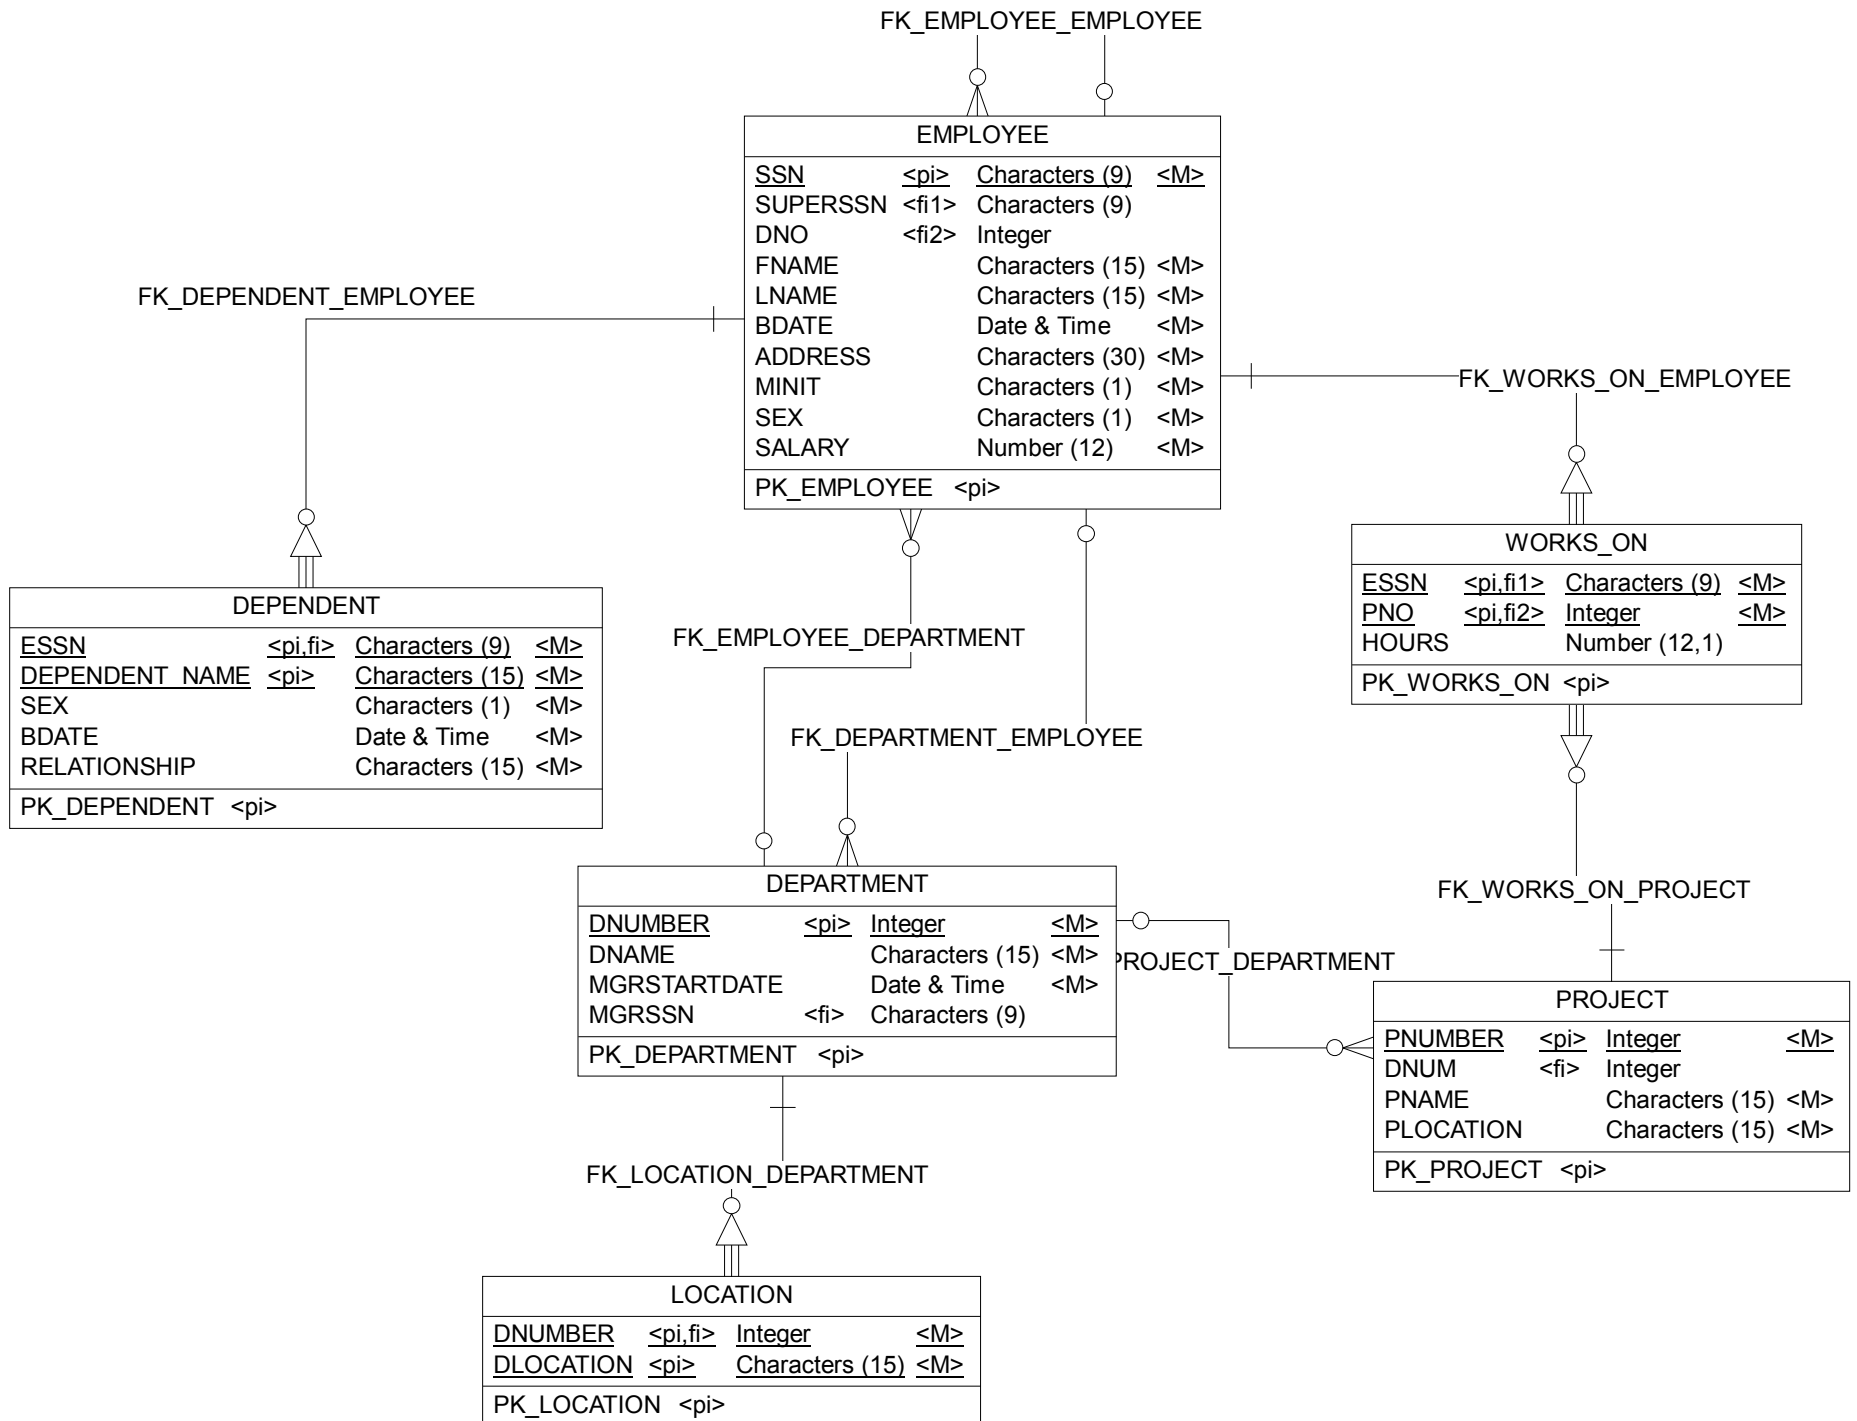 FK_EMPLOYEE_EMPLOYEE
EMPLOYEE
SSN <pi> Characters (9) <M>
SUPERSSN <fi1> Characters (9)
DNO <fi2> Integer
FNAME Characters (15) <M>
LNAME Characters (15) <M>
BDATE Date & Time <M>
ADDRESS Characters (30) <M>
MINIT Characters (1) <M>
SEX Characters (1) <M>
SALARY Number (12) <M>
PK_EMPLOYEE <pi>
FK_DEPENDENT_EMPLOYEE
FK_WORKS_ON_EMPLOYEE
DEPENDENT
ESSN <pi,fi> Characters (9) <M>
DEPENDENT_NAME <pi> Characters (15) <M>
SEX Characters (1) <M>
BDATE Date & Time <M>
RELATIONSHIP Characters (15) <M>
PK_DEPENDENT <pi>
WORKS_ON
ESSN <pi,fi1> Characters (9) <M>
PNO <pi,fi2> Integer <M>
HOURS Number (12,1)
PK_WORKS_ON <pi>
FK_EMPLOYEE_DEPARTMENT
FK_DEPARTMENT_EMPLOYEE
DEPARTMENT
DNUMBER <pi> Integer <M>
DNAME Characters (15) <M>
MGRSTARTDATE Date & Time <M>
MGRSSN <fi> Characters (9)
PK_DEPARTMENT <pi>
FK_WORKS_ON_PROJECT
PROJECT_DEPARTMENT
PROJECT
PNUMBER <pi> Integer <M>
DNUM <fi> Integer
PNAME Characters (15) <M>
PLOCATION Characters (15) <M>
PK_PROJECT <pi>
FK_LOCATION_DEPARTMENT
LOCATION
DNUMBER <pi,fi> Integer <M>
DLOCATION <pi> Characters (15) <M>
PK_LOCATION <pi>